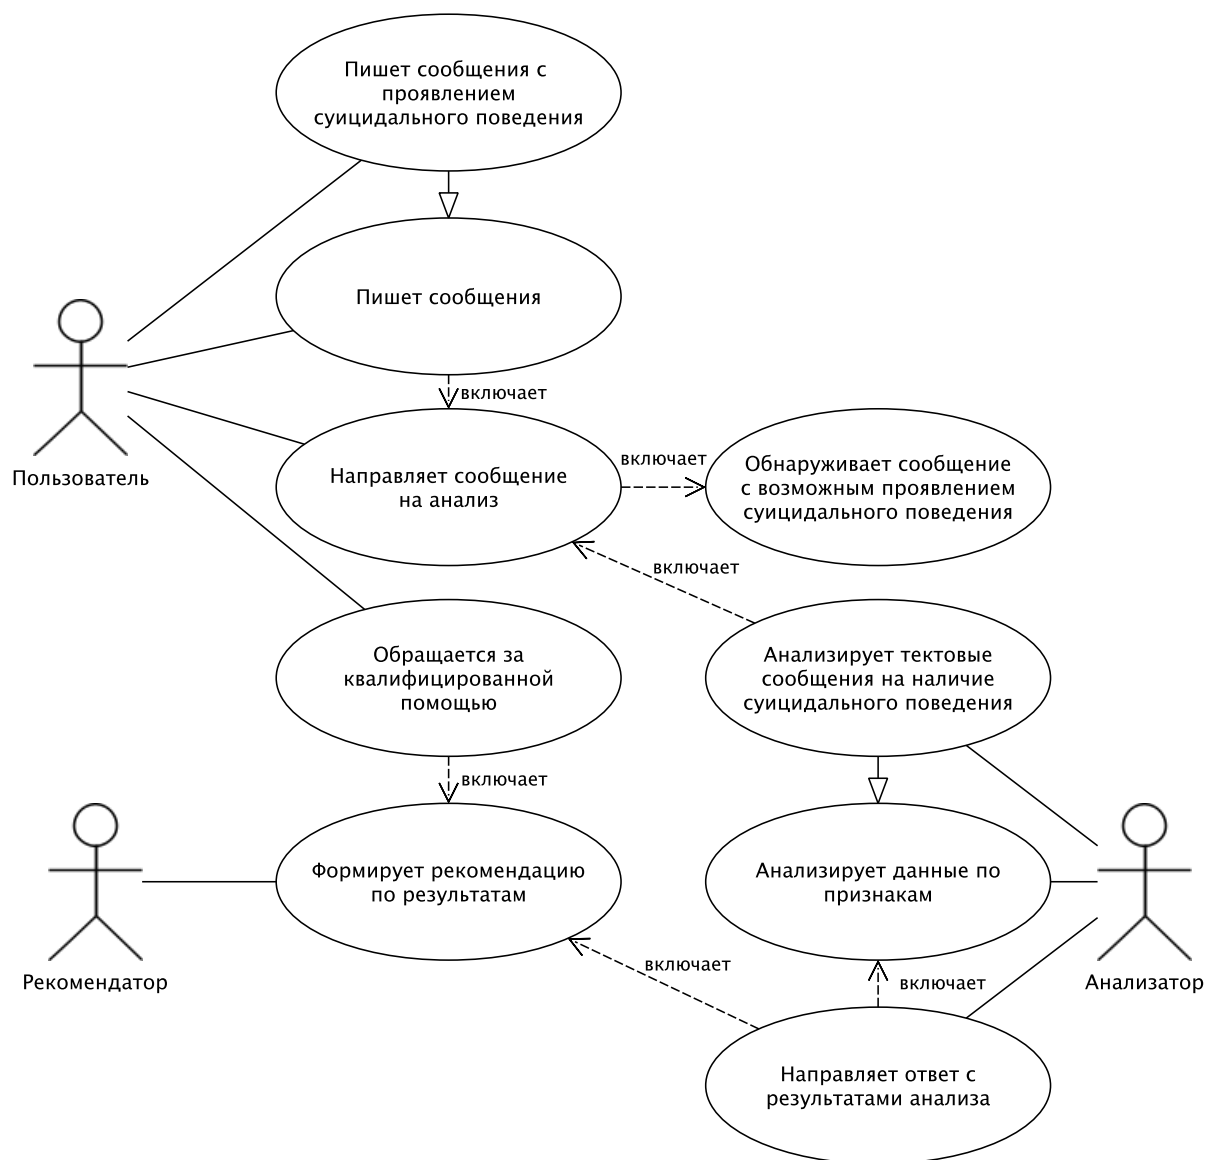 Пишет сообщения с
проявлением
суицидального поведения
Пишет сообщения
включает
Пользователь
Направляет сообщение
на анализ
включает
Обнаруживает сообщение
с возможным проявлением
суицидального поведения
включает
Обращается за
квалифицированной
помощью
Анализирует тектовые
сообщения на наличие
суицидального поведения
включает
Формирует рекомендацию
по результатам
Анализирует данные по
признакам
Рекомендатор
включает
включает
Анализатор
Направляет ответ с
результатами анализа